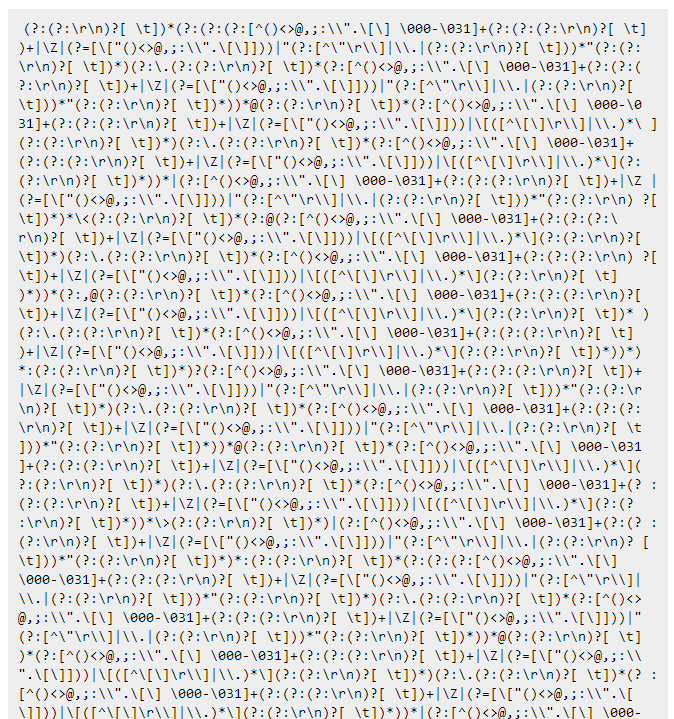 (?:(?:\r\n)?[ \t])*(?:(?:(?:[^()<>@,;:\\".\[\] \000-\031]+(?:(?:(?:\r\n)?[ \t]
)+|\Z|(?=[\["()<>@,;:\\".\[\]]))|"(?:[^\"\r\\]|\\.|(?:(?:\r\n)?[ \t]))*"(?:(?:
\r\n)?[ \t])*)(?:\.(?:(?:\r\n)?[ \t])*(?:[^()<>@,;:\\".\[\] \000-\031]+(?:(?:(
?:\r\n)?[ \t])+|\Z|(?=[\["()<>@,;:\\".\[\]]))|"(?:[^\"\r\\]|\\.|(?:(?:\r\n)?[
\t]))*"(?:(?:\r\n)?[ \t])*))*@(?:(?:\r\n)?[ \t])*(?:[^()<>@,;:\\".\[\] \000-\0
31]+(?:(?:(?:\r\n)?[ \t])+|\Z|(?=[\["()<>@,;:\\".\[\]]))|\[([^\[\]\r\\]|\\.)*\ ]
(?:(?:\r\n)?[ \t])*)(?:\.(?:(?:\r\n)?[ \t])*(?:[^()<>@,;:\\".\[\] \000-\031]+
(?:(?:(?:\r\n)?[ \t])+|\Z|(?=[\["()<>@,;:\\".\[\]]))|\[([^\[\]\r\\]|\\.)*\](?:
(?:\r\n)?[ \t])*))*|(?:[^()<>@,;:\\".\[\] \000-\031]+(?:(?:(?:\r\n)?[ \t])+|\Z |
(?=[\["()<>@,;:\\".\[\]]))|"(?:[^\"\r\\]|\\.|(?:(?:\r\n)?[ \t]))*"(?:(?:\r\n) ?[
\t])*)*\<(?:(?:\r\n)?[ \t])*(?:@(?:[^()<>@,;:\\".\[\] \000-\031]+(?:(?:(?:\
r\n)?[ \t])+|\Z|(?=[\["()<>@,;:\\".\[\]]))|\[([^\[\]\r\\]|\\.)*\](?:(?:\r\n)?[
\t])*)(?:\.(?:(?:\r\n)?[ \t])*(?:[^()<>@,;:\\".\[\] \000-\031]+(?:(?:(?:\r\n) ?[
\t])+|\Z|(?=[\["()<>@,;:\\".\[\]]))|\[([^\[\]\r\\]|\\.)*\](?:(?:\r\n)?[ \t]
)*))*(?:,@(?:(?:\r\n)?[ \t])*(?:[^()<>@,;:\\".\[\] \000-\031]+(?:(?:(?:\r\n)?[
\t])+|\Z|(?=[\["()<>@,;:\\".\[\]]))|\[([^\[\]\r\\]|\\.)*\](?:(?:\r\n)?[ \t])* )
(?:\.(?:(?:\r\n)?[ \t])*(?:[^()<>@,;:\\".\[\] \000-\031]+(?:(?:(?:\r\n)?[ \t]
)+|\Z|(?=[\["()<>@,;:\\".\[\]]))|\[([^\[\]\r\\]|\\.)*\](?:(?:\r\n)?[ \t])*))*)
*:(?:(?:\r\n)?[ \t])*)?(?:[^()<>@,;:\\".\[\] \000-\031]+(?:(?:(?:\r\n)?[ \t])+
|\Z|(?=[\["()<>@,;:\\".\[\]]))|"(?:[^\"\r\\]|\\.|(?:(?:\r\n)?[ \t]))*"(?:(?:\r
\n)?[ \t])*)(?:\.(?:(?:\r\n)?[ \t])*(?:[^()<>@,;:\\".\[\] \000-\031]+(?:(?:(?:
\r\n)?[ \t])+|\Z|(?=[\["()<>@,;:\\".\[\]]))|"(?:[^\"\r\\]|\\.|(?:(?:\r\n)?[ \t
]))*"(?:(?:\r\n)?[ \t])*))*@(?:(?:\r\n)?[ \t])*(?:[^()<>@,;:\\".\[\] \000-\031
]+(?:(?:(?:\r\n)?[ \t])+|\Z|(?=[\["()<>@,;:\\".\[\]]))|\[([^\[\]\r\\]|\\.)*\](
?:(?:\r\n)?[ \t])*)(?:\.(?:(?:\r\n)?[ \t])*(?:[^()<>@,;:\\".\[\] \000-\031]+(? :
(?:(?:\r\n)?[ \t])+|\Z|(?=[\["()<>@,;:\\".\[\]]))|\[([^\[\]\r\\]|\\.)*\](?:(?
:\r\n)?[ \t])*))*\>(?:(?:\r\n)?[ \t])*)|(?:[^()<>@,;:\\".\[\] \000-\031]+(?:(? :
(?:\r\n)?[ \t])+|\Z|(?=[\["()<>@,;:\\".\[\]]))|"(?:[^\"\r\\]|\\.|(?:(?:\r\n)? [
\t]))*"(?:(?:\r\n)?[ \t])*)*:(?:(?:\r\n)?[ \t])*(?:(?:(?:[^()<>@,;:\\".\[\]
\000-\031]+(?:(?:(?:\r\n)?[ \t])+|\Z|(?=[\["()<>@,;:\\".\[\]]))|"(?:[^\"\r\\]|
\\.|(?:(?:\r\n)?[ \t]))*"(?:(?:\r\n)?[ \t])*)(?:\.(?:(?:\r\n)?[ \t])*(?:[^()<>
@,;:\\".\[\] \000-\031]+(?:(?:(?:\r\n)?[ \t])+|\Z|(?=[\["()<>@,;:\\".\[\]]))|"
(?:[^\"\r\\]|\\.|(?:(?:\r\n)?[ \t]))*"(?:(?:\r\n)?[ \t])*))*@(?:(?:\r\n)?[ \t]
)*(?:[^()<>@,;:\\".\[\] \000-\031]+(?:(?:(?:\r\n)?[ \t])+|\Z|(?=[\["()<>@,;:\\
".\[\]]))|\[([^\[\]\r\\]|\\.)*\](?:(?:\r\n)?[ \t])*)(?:\.(?:(?:\r\n)?[ \t])*(? :
[^()<>@,;:\\".\[\] \000-\031]+(?:(?:(?:\r\n)?[ \t])+|\Z|(?=[\["()<>@,;:\\".\[
\]]))|\[([^\[\]\r\\]|\\.)*\](?:(?:\r\n)?[ \t])*))*|(?:[^()<>@,;:\\".\[\] \000-